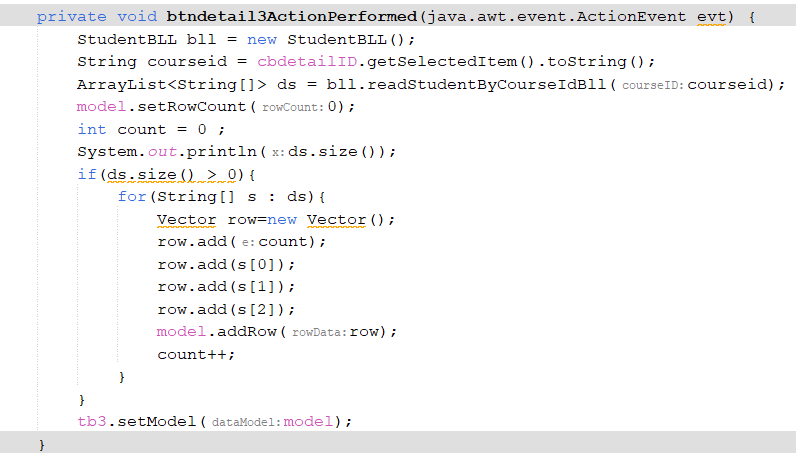 private void btndetail3ActionPerformed(java.awt.event.ActionEvent evt) {
StudentBLL bll = new StudentBLL();
String courseid = cbdetailID.getSelectedItem().toString();
ArrayList<String[]> ds = bll.readStudentByCourseIdBll( courseID: courseid);
model.setRowCount( rowCount: 0);
int count = 0 ;
System.out.println( x: ds.size());
if(ds.size() > 0){
for(String[] s : ds){
Vector row=new Vector();
row.add( e: count);
row.add(s[0]);
row.add(s[1]);
row.add(s[2]);
model.addRow( rowData: row);
count++;
}
}
tb3.setModel( dataModel: model);
}